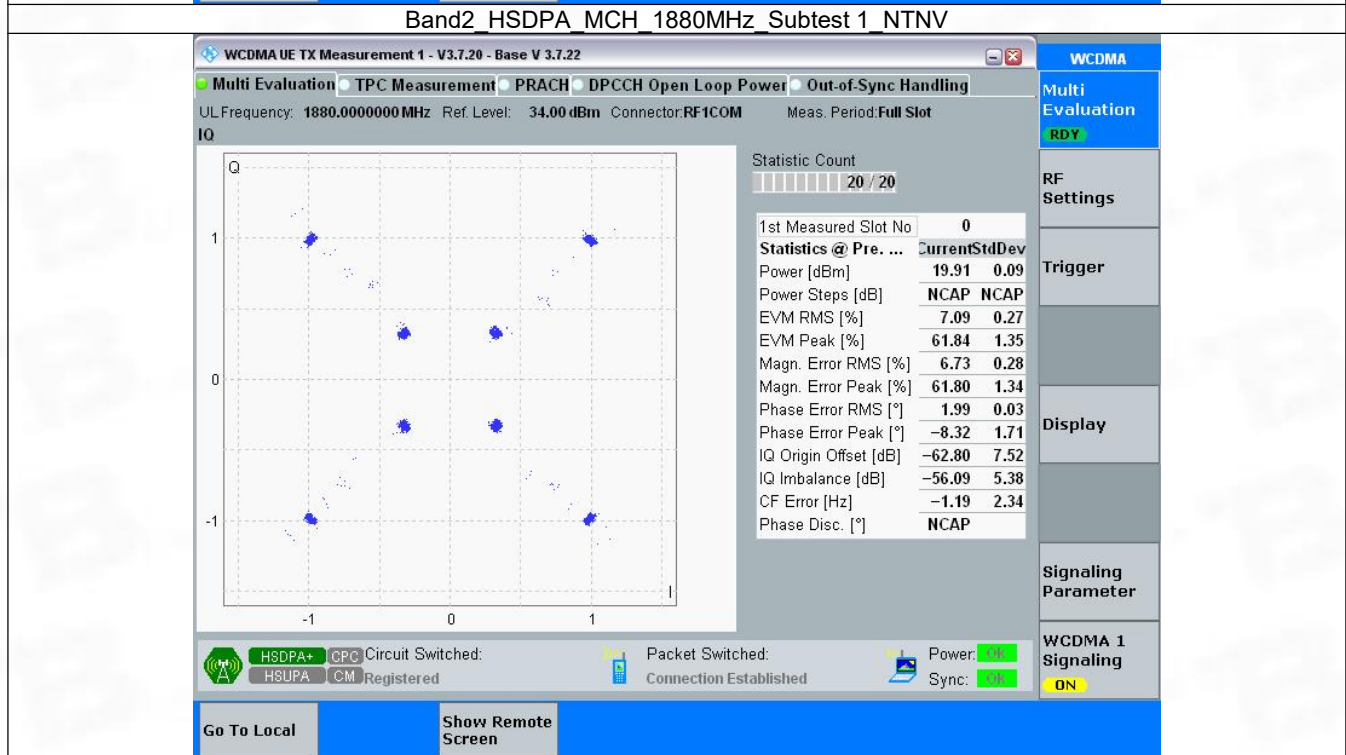 Band2_HSDPA_MCH_1880MHz_Subtest 1_NTNV
WCDMA UE TX Measurement 1 - V3.7.20 - Base V 3.7.22
WCDMA
Multi Evaluation TPC Measurement PRACH DPCCH Open Loop Power Out-of-Sync Handling
Multi
Evaluation
RDY
UL Frequency: 1880.0000000 MHz Ref. Level: 34.00 dBm Connector:RF1COM Meas. Period:Full Slot
IQ
Q
1
0
-1
I
-1 0 1
Statistic Count
20 / 20
1st Measured Slot No 0
Statistics @ Pre. ... Current StdDev
Power [dBm] 19.91 0.09
Power Steps [dB] NCAP NCAP
EVM RMS [%] 7.09 0.27
EVM Peak [%] 61.84 1.35
Magn. Error RMS [%] 6.73 0.28
Magn. Error Peak [%] 61.80 1.34
Phase Error RMS [°] 1.99 0.03
Phase Error Peak [°] −8.32 1.71
IQ Origin Offset [dB] −62.80 7.52
IQ Imbalance [dB] −56.09 5.38
CF Error [Hz] −1.19 2.34
Phase Disc. [°] NCAP
RF
Settings
Trigger
Display
Signaling
Parameter
WCDMA 1
Signaling
ON
HSDPA+ CPC Circuit Switched: Packet Switched: Power: OK
HSUPA CM Registered Connection Established Sync: OK
Go To Local
Show Remote
Screen